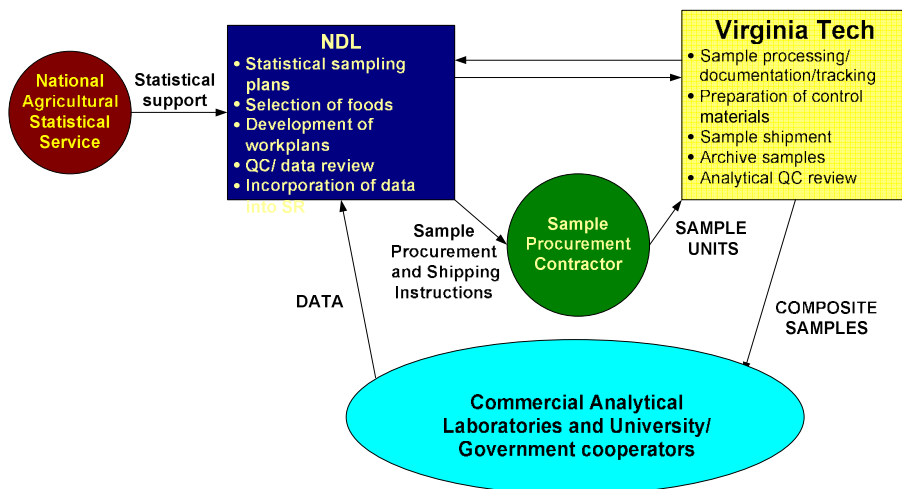 National
Agricultural
Statistical
Service
Statistical
support
NDL
• Statistical sampling
plans
• Selection of foods
• Development of
workplans
• QC/ data review
• Incorporation of data
into SR
Virginia Tech
• Sample processing/
documentation/tracking
• Preparation of control
materials
• Sample shipment
• Archive samples
• Analytical QC review
Sample
Procurement
and Shipping
Instructions
Sample
Procurement
Contractor
SAMPLE
UNITS
DATA
COMPOSITE
SAMPLES
Commercial Analytical
Laboratories and University/
Government cooperators